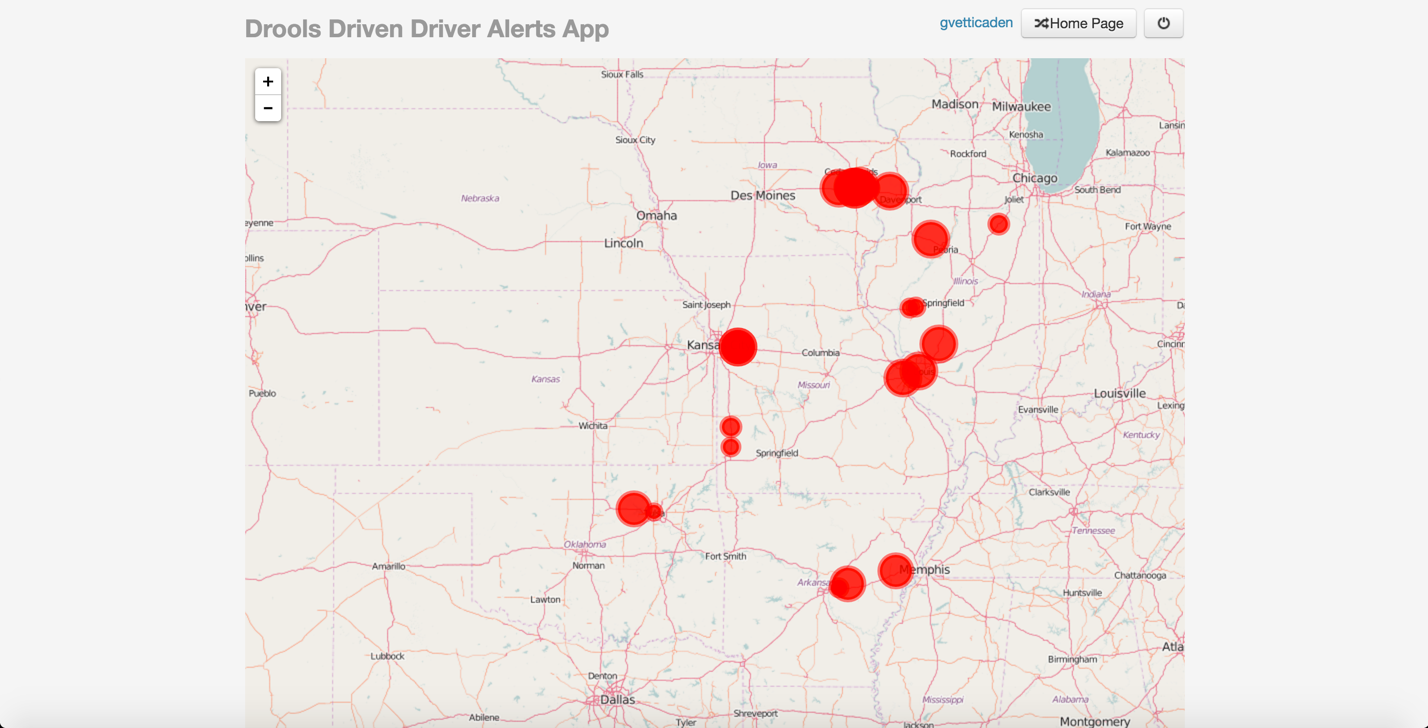 Drools Driven Driver Alerts App
gvetticaden
Home Page
+
−
Sioux Falls
Madison
Milwaukee
Sioux City
Kenosha
Lansin
Rockford
Kalamazoo
Iowa
Chicago
Des Moines
South Bend
Nebraska
Joliet
Davenport
Omaha
eyenne
Fort Wayne
Lincoln
Peoria
ollins
Illinois
Indiana
Saint Joseph
Springfield
ver
Kansa
Columbia
Cincinn
Kansas
Missouri
Pueblo
Louisville
Evansville
Lexing
Wichita
Kentucky
Springfield
Clarksville
Tennessee
Oklahoma
Fort Smith
Amarillo
Norman
Memphis
Chattanooga
Arkansas
Huntsville
Lawton
Atla
Lubbock
Birmingham
Denton
Dallas
Mississippi
Alabama
Shreveport
Abilene
Tyler
Jackson
Montgomery